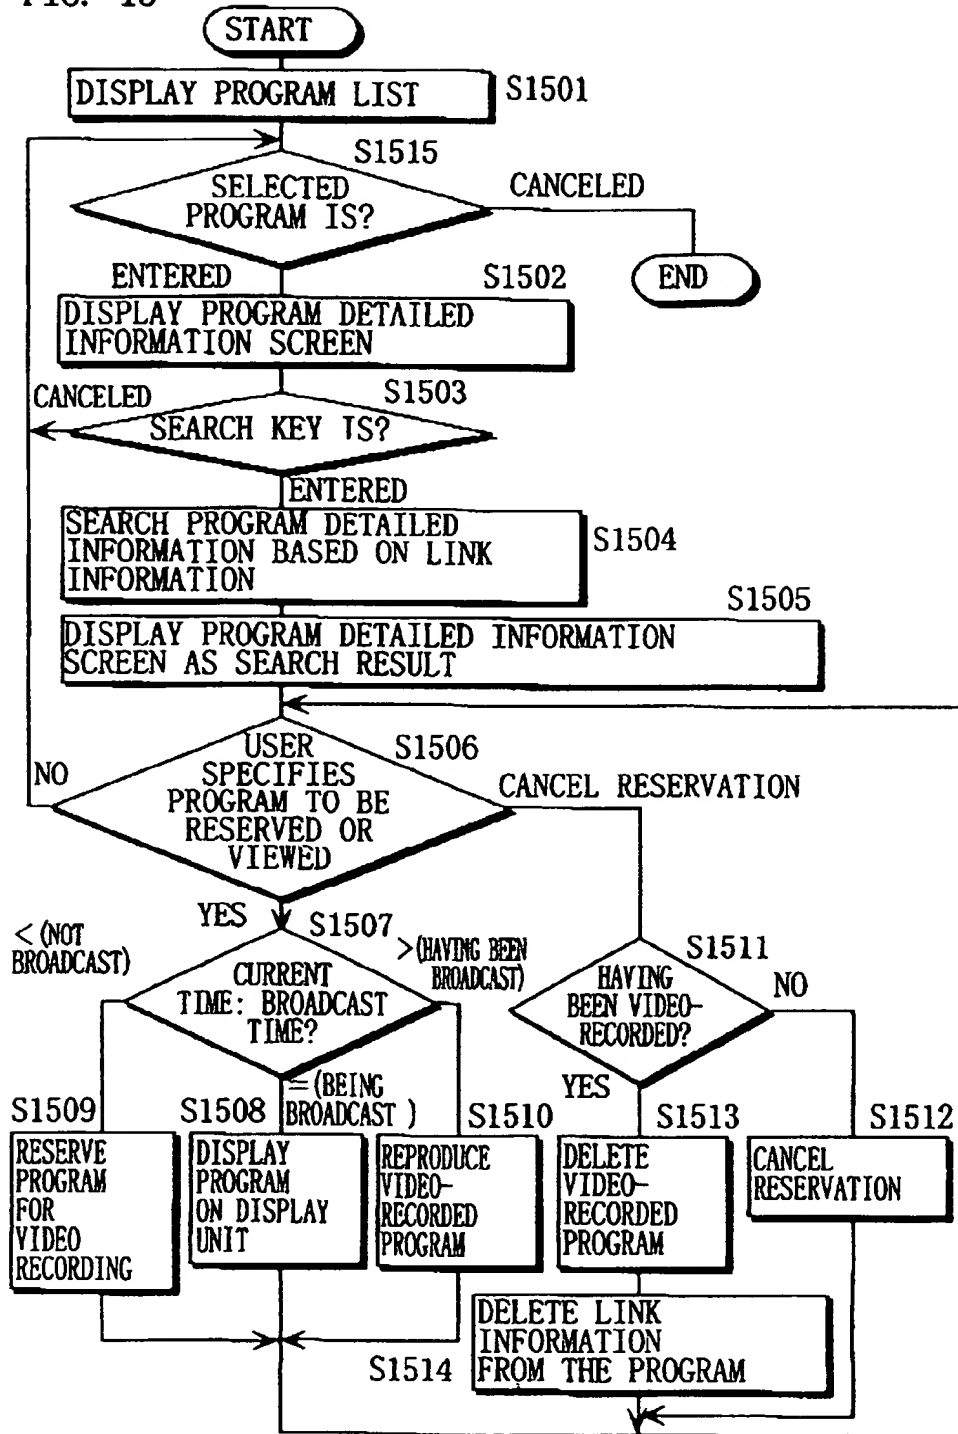 START
DISPLAY PROGRAM LIST
S1501
S1515
SELECTED
PROGRAM IS?
CANCELED
END
ENTERED
S1502
DISPLAY PROGRAM DETAILED
INFORMATION SCREEN
CANCELED
S1503
SEARCH KEY IS?
ENTERED
SEARCH PROGRAM DETAILED
INFORMATION BASED ON LINK
INFORMATION
S1504
S1505
DISPLAY PROGRAM DETAILED INFORMATION
SCREEN AS SEARCH RESULT
S1506
USER
SPECIFIES
PROGRAM TO BE
RESERVED OR
VIEWED
NO
CANCEL RESERVATION
YES
S1507
< (NOT
BROADCAST)
CURRENT
TIME: BROADCAST
TIME?
>(HAVING BEEN
BROADCAST)
S1511
HAVING
BEEN VIDEO-
RECORDED?
NO
=(BEING
BROADCAST )
YES
S1509
RESERVE
PROGRAM
FOR
VIDEO
RECORDING
S1508
DISPLAY
PROGRAM
ON DISPLAY
UNIT
S1510
REPRODUCE
VIDEO-
RECORDED
PROGRAM
S1513
DELETE
VIDEO-
RECORDED
PROGRAM
S1512
CANCEL
RESERVATION
S1514
DELETE LINK
INFORMATION
FROM THE PROGRAM